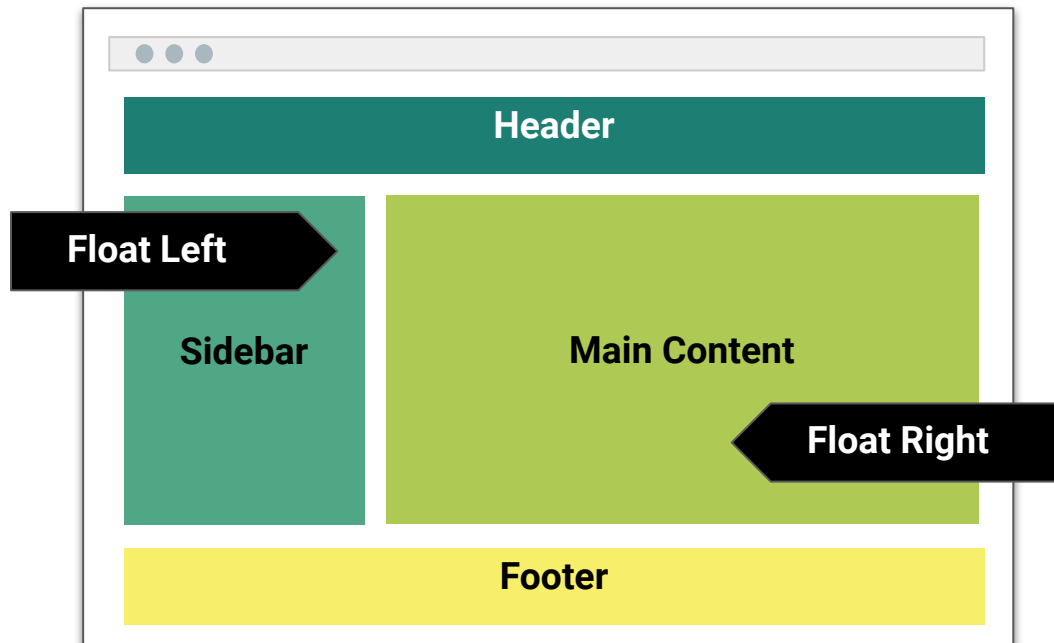 Header
Float Left
Sidebar
Main Content
Float Right
Footer